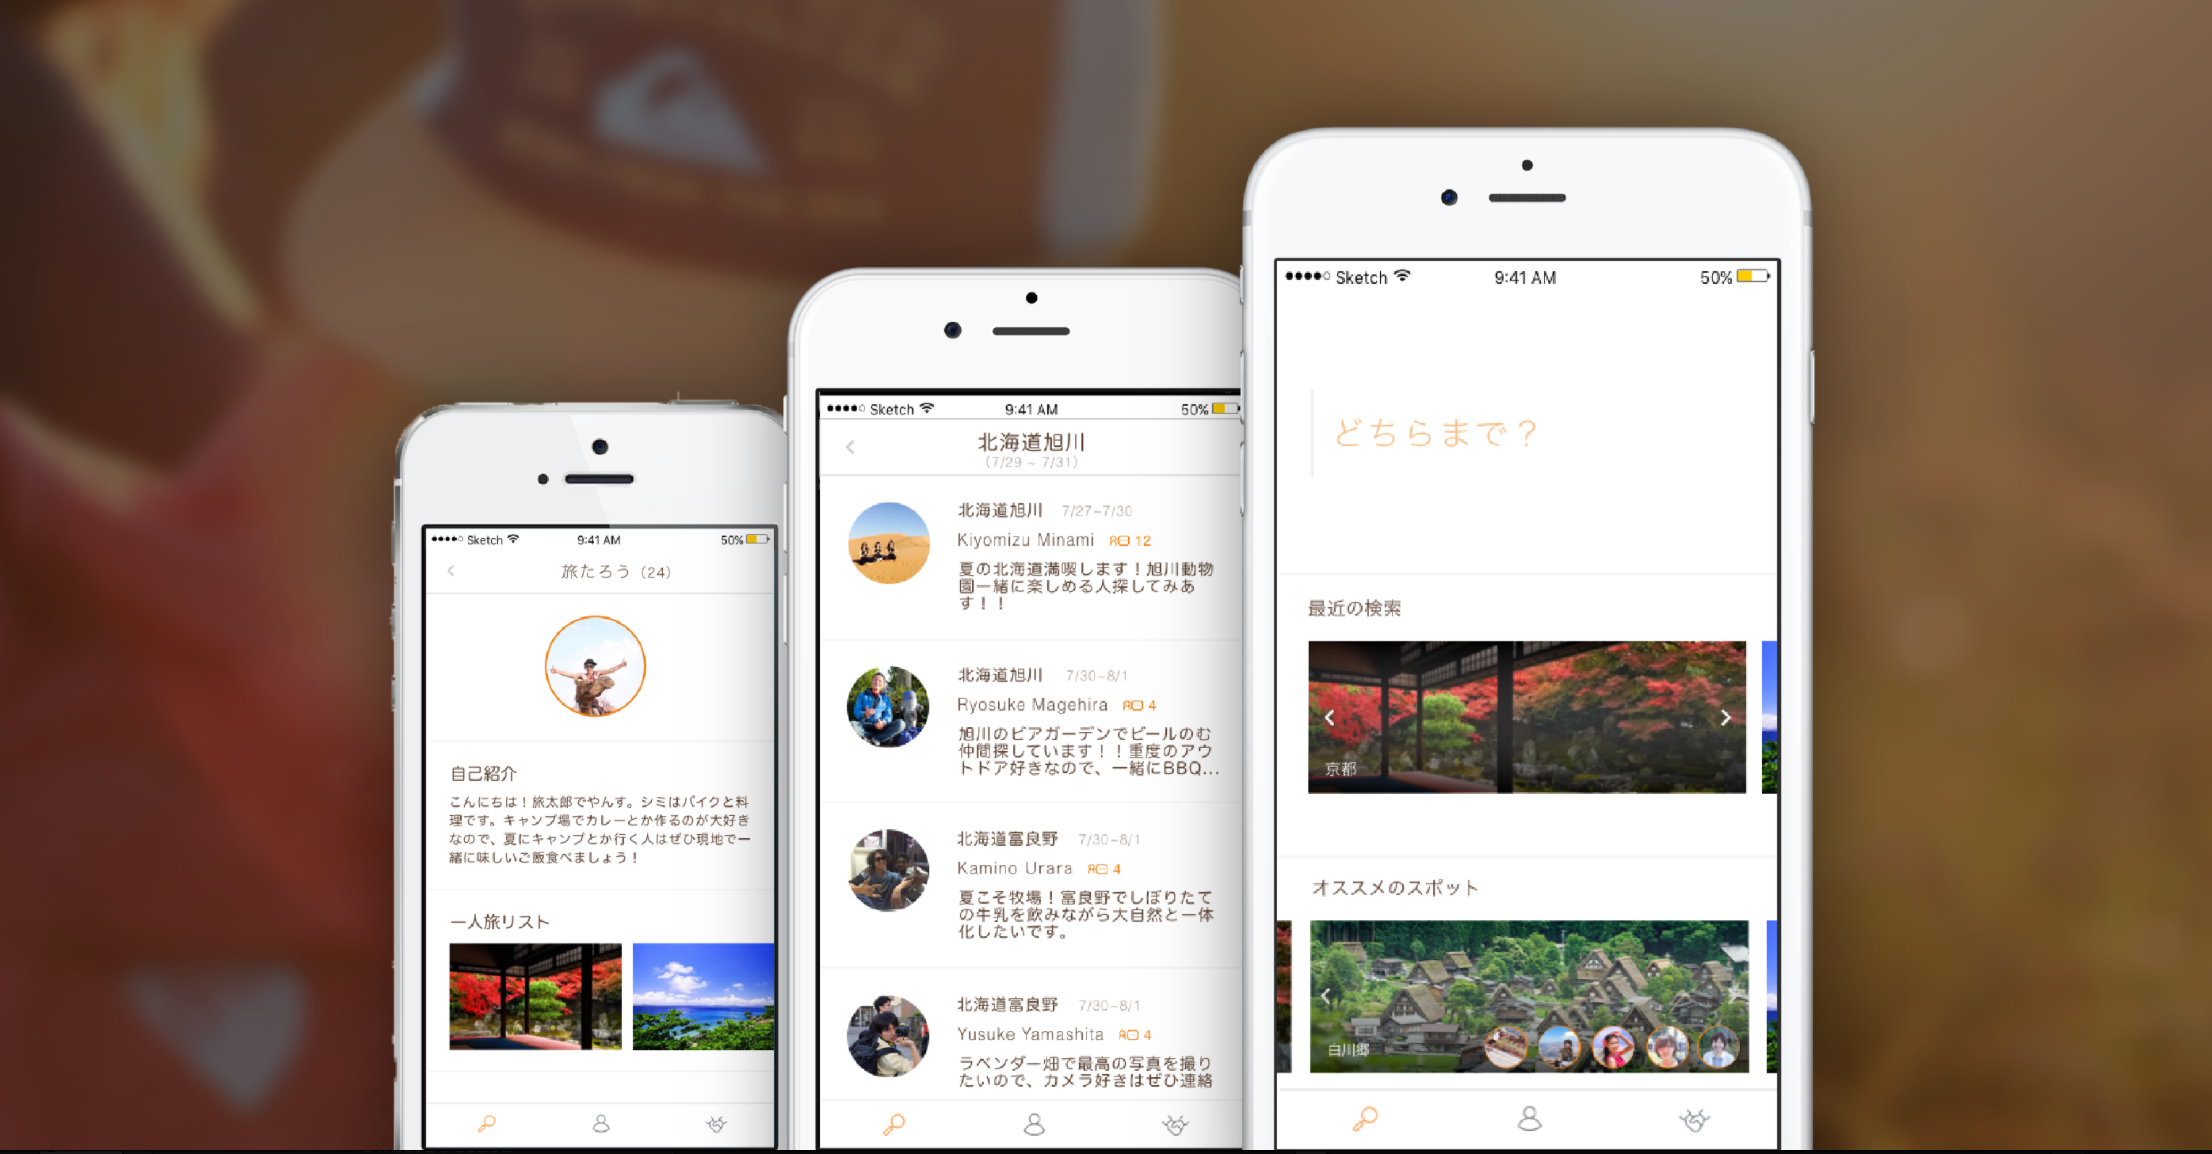 Sketch 9:41 AM 50%
旅たろう（24）
自己紹介
こんにちは！旅太郎でやんす。シミはバイクと料
理です。キャンプ場でカレーとか作るのが大好き
なので、夏にキャンプとか行く人はぜひ現地で一
緒に味しいご飯食べましょう！
一人旅リスト
Sketch 9:41 AM 50%
北海道旭川
（7/29 ~ 7/31）
北海道旭川 7/27~7/30
Kiyomizu Minami 12
夏の北海道満喫します！旭川動物
園一緒に楽しめる人探してみあ
す！！
北海道旭川 7/30~8/1
Ryosuke Magehira 4
旭川のビアガーデンでビールのむ
仲間探しています！！重度のアウ
トドア好きなので、一緒にBBQ...
北海道富良野 7/30~8/1
Kamino Urara 4
夏こそ牧場！富良野でしぼりたて
の牛乳を飲みながら大自然と一体
化したいです。
北海道富良野 7/30~8/1
Yusuke Yamashita 4
ラベンダー畑で最高の写真を撮り
たいので、カメラ好きはぜひ連絡
Sketch 9:41 AM 50%
どちらまで？
最近の検索
京都
オススメのスポット
白川郷